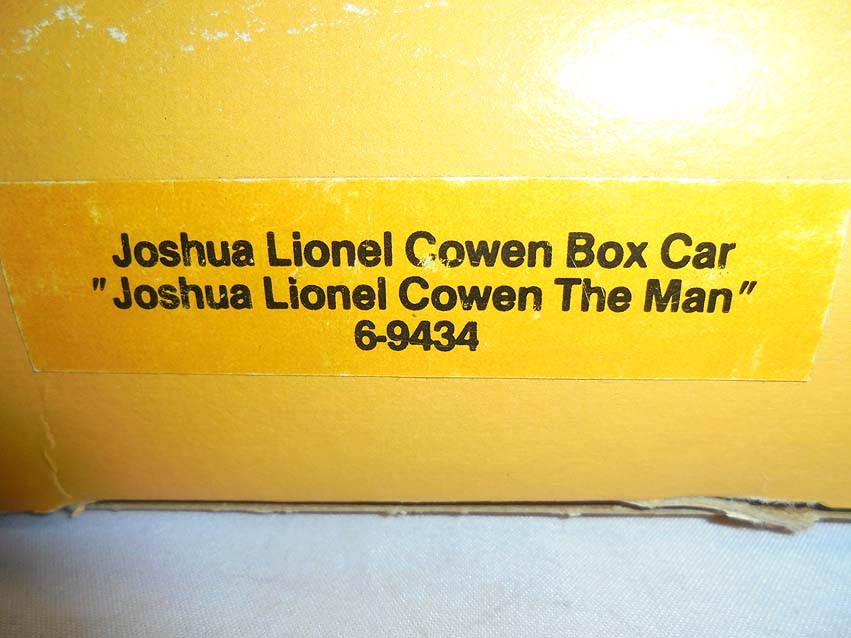 Joshua Lionel Cowen Box Car
"Joshua Lionel Cowen The Man"
6-9434